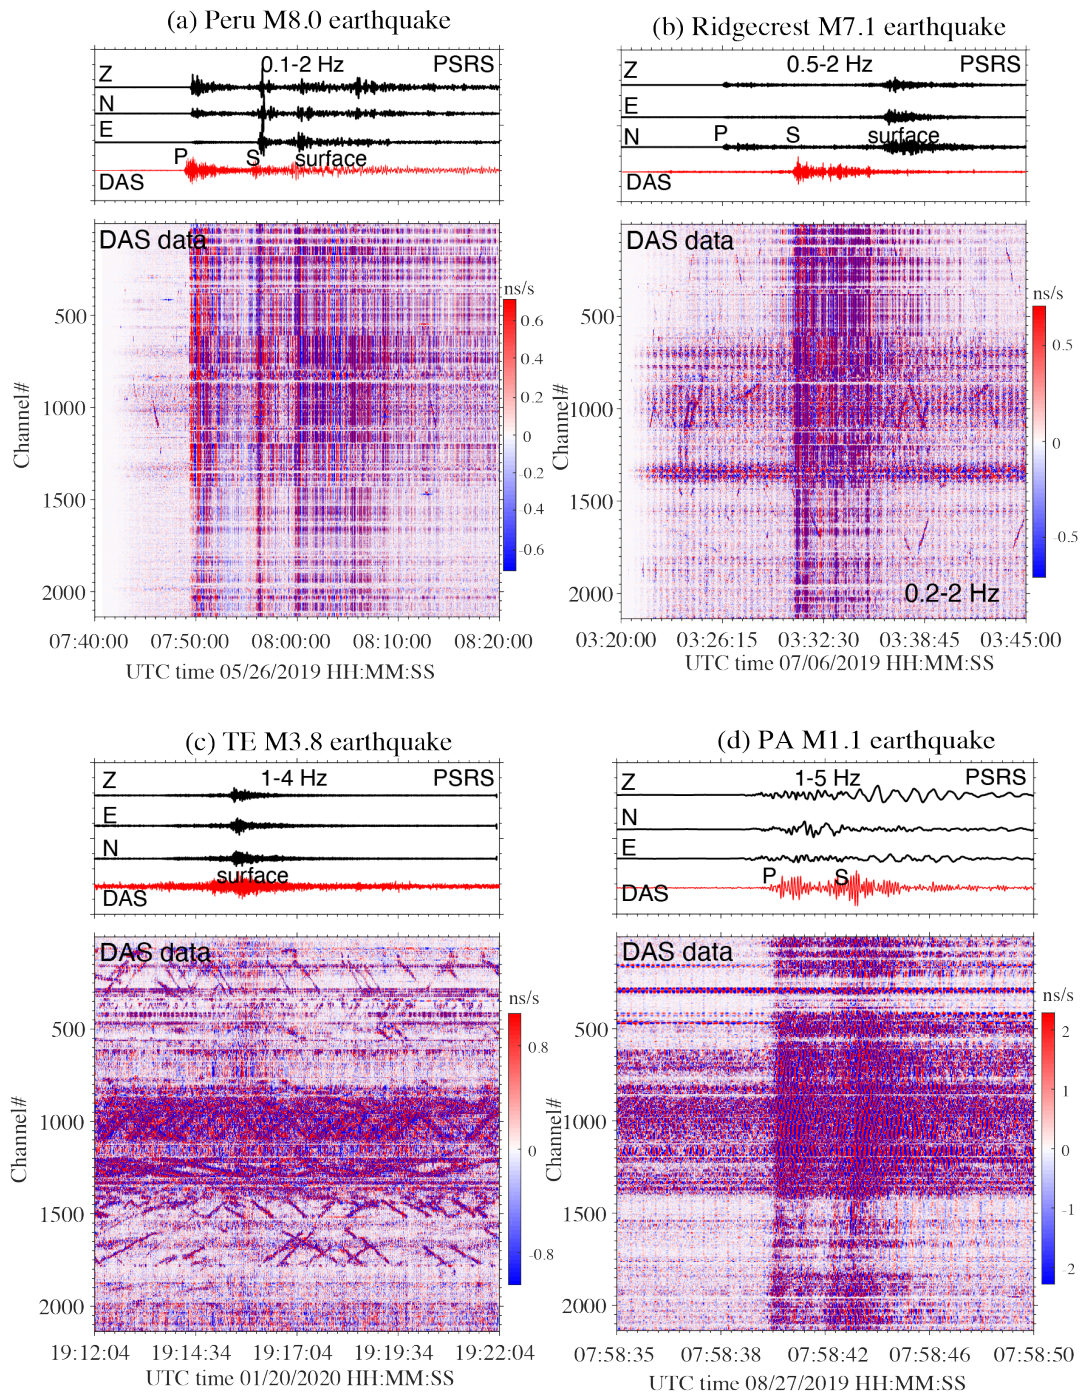 (a) Peru M8.0 earthquake
Z
0.1-2 Hz
PSRS
N
E
P
S
surface
DAS
DAS data
ns/s
0.6
0.4
0.2
0
-0.2
-0.4
-0.6
Channel#
500
1000
1500
2000
07:40:00
07:50:00
08:00:00
08:10:00
08:20:00
UTC time 05/26/2019 HH:MM:SS
(b) Ridgecrest M7.1 earthquake
Z
0.5-2 Hz
PSRS
E
N
P
S
surface
DAS
DAS data
ns/s
0.5
0
-0.5
Channel#
500
1000
1500
2000
0.2-2 Hz
03:20:00
03:26:15
03:32:30
03:38:45
03:45:00
UTC time 07/06/2019 HH:MM:SS
(c) TE M3.8 earthquake
Z
1-4 Hz
PSRS
E
N
surface
DAS
DAS data
ns/s
0.8
0
-0.8
Channel#
500
1000
1500
2000
19:12:04
19:14:34
19:17:04
19:19:34
19:22:04
UTC time 01/20/2020 HH:MM:SS
(d) PA M1.1 earthquake
Z
1-5 Hz
PSRS
N
E
P
S
DAS
DAS data
ns/s
2
1
0
-1
-2
Channel#
500
1000
1500
2000
07:58:35
07:58:38
07:58:42
07:58:46
07:58:50
UTC time 08/27/2019 HH:MM:SS